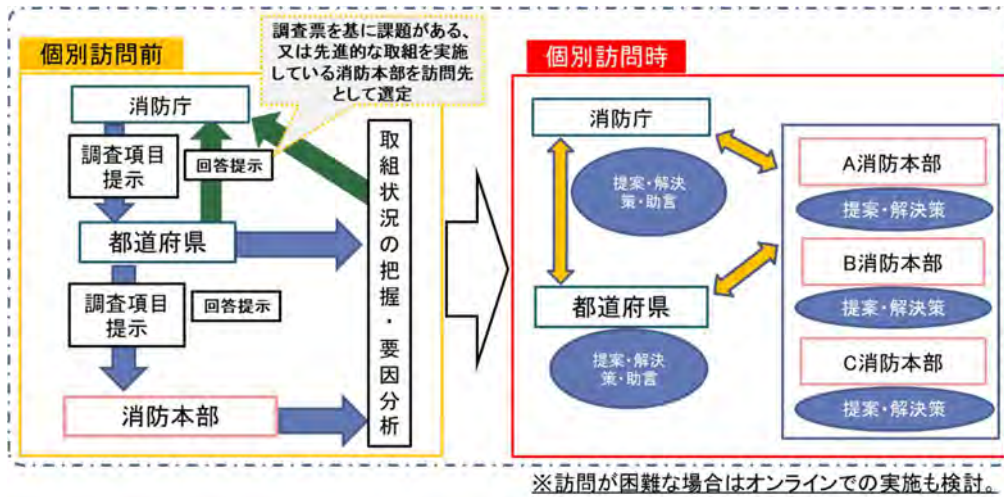 個別訪問前
調査票を基に課題がある、
又は先進的な取組を実施
している消防本部を訪問先
として選定
消防庁
調査項目
提示
回答提示
都道府県
調査項目
提示
回答提示
消防本部
取組状況の把握・要因分析
個別訪問時
消防庁
提案・解決
策・助言
都道府県
提案・解決
策・助言
A消防本部
提案・解決策
B消防本部
提案・解決策
C消防本部
提案・解決策
※訪問が困難な場合はオンラインでの実施も検討。